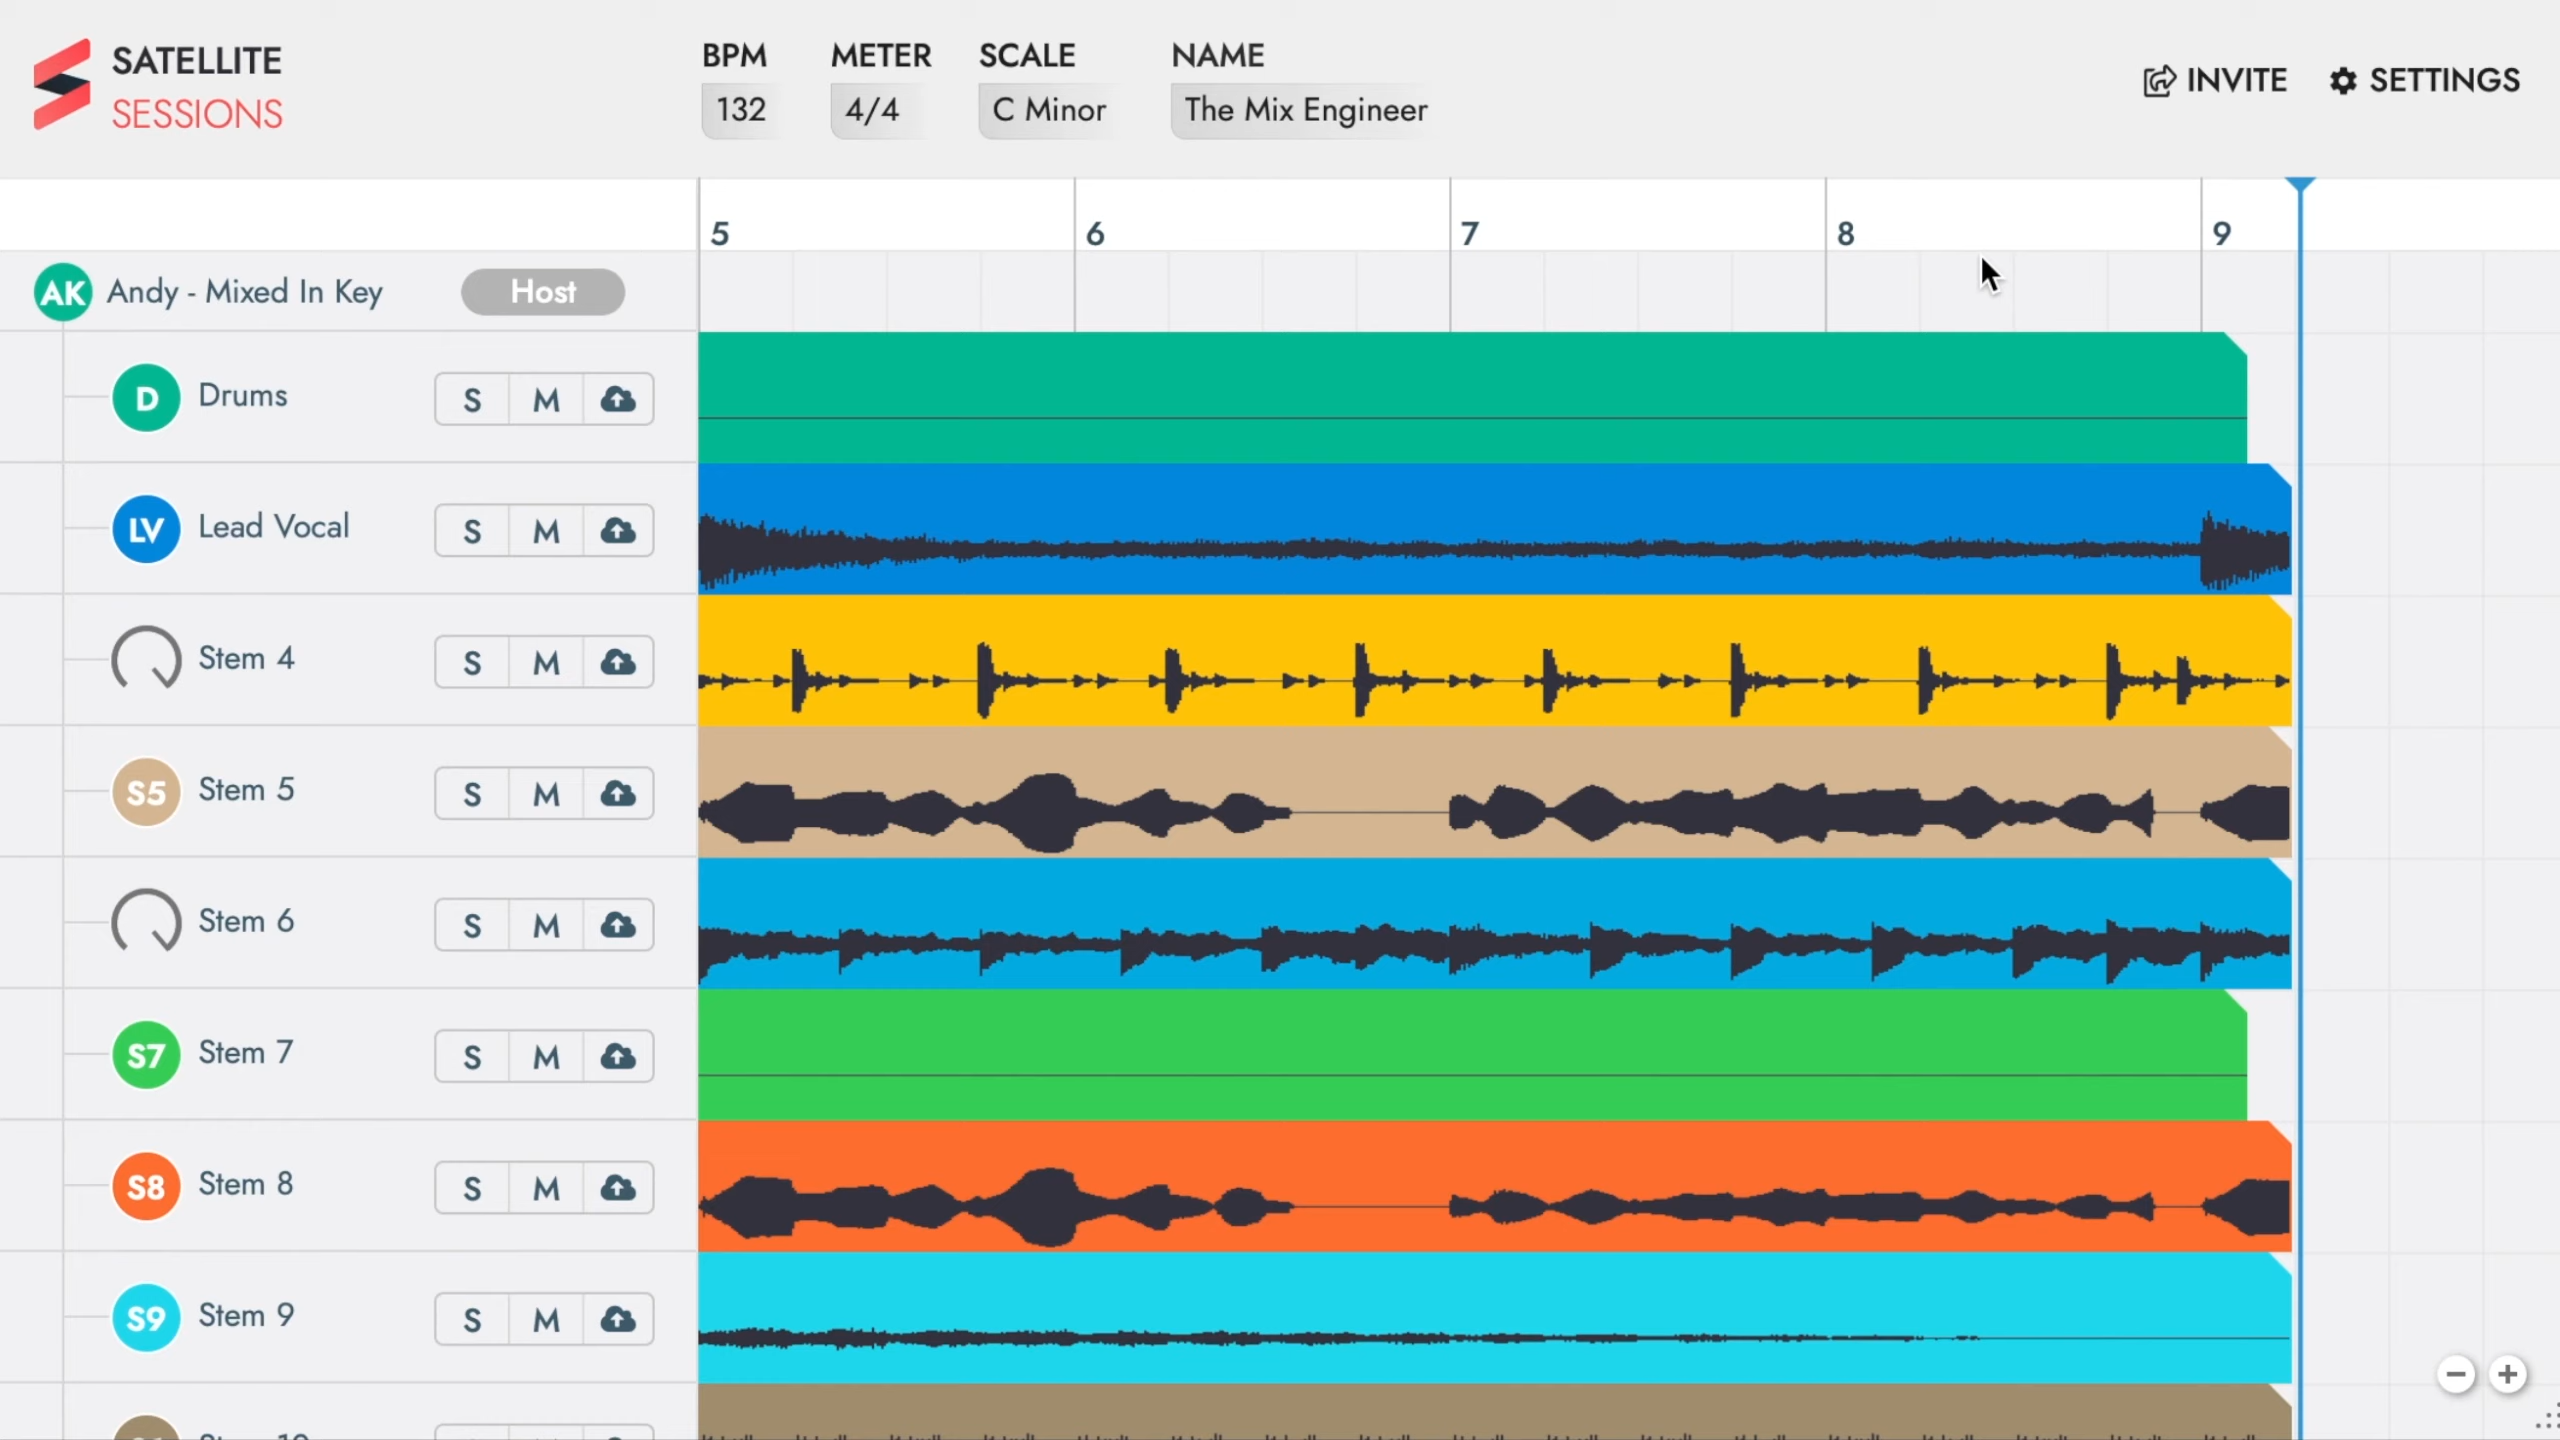 SATELLITE
SESSIONS
BPM METER SCALE NAME
132 4/4 C Minor The Mix Engineer
INVITE SETTINGS
5 6 7 8 9
AK Andy - Mixed In Key Host
D Drums S M
LV Lead Vocal S M
Stem 4 S M
S5 Stem 5 S M
Stem 6 S M
S7 Stem 7 S M
S8 Stem 8 S M
S9 Stem 9 S M